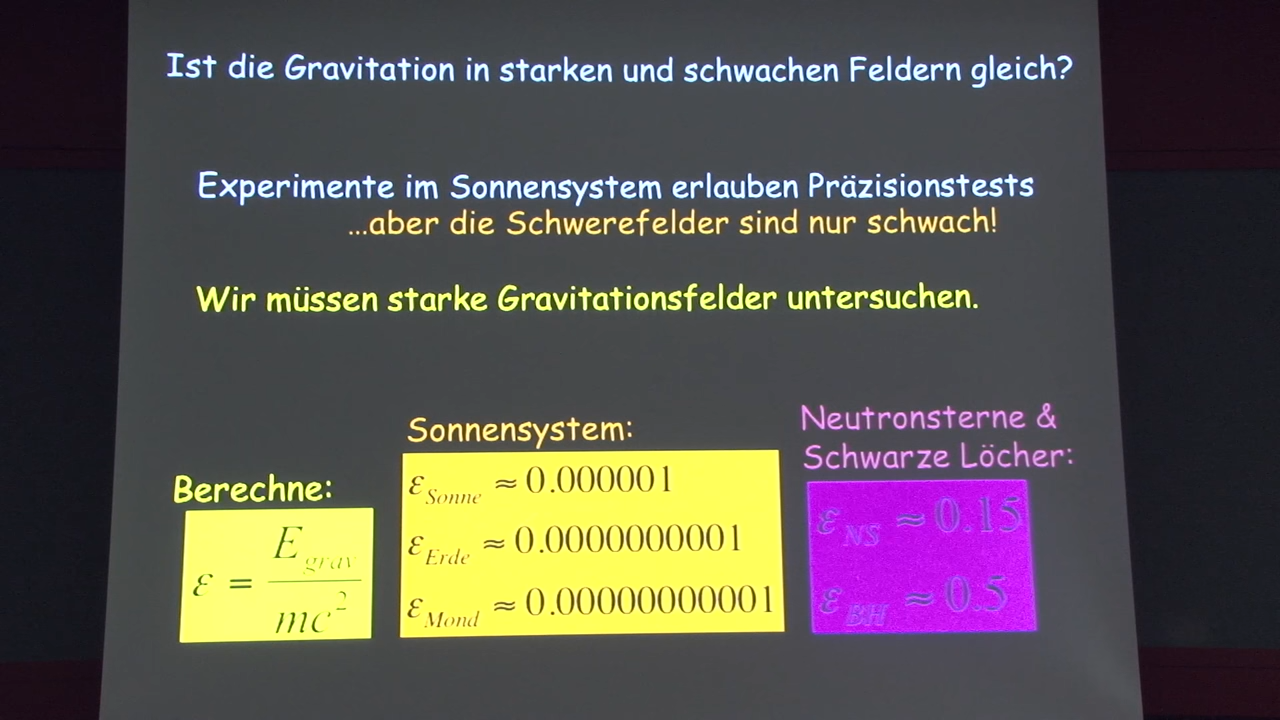 Ist die Gravitation in starken und schwachen Feldern gleich?
Experimente im Sonnensystem erlauben Präzisionstests
...aber die Schwerefelder sind nur schwach!
Wir müssen starke Gravitationsfelder untersuchen.
Berechne:
ε = E_grav / mc²
Sonnensystem:
ε_Sonne ≈ 0.000001
ε_Erde ≈ 0.0000000001
ε_Mond ≈ 0.00000000001
Neutronsterne &
Schwarze Löcher:
ε_NS ≈ 0.15
ε_BH ≈ 0.5